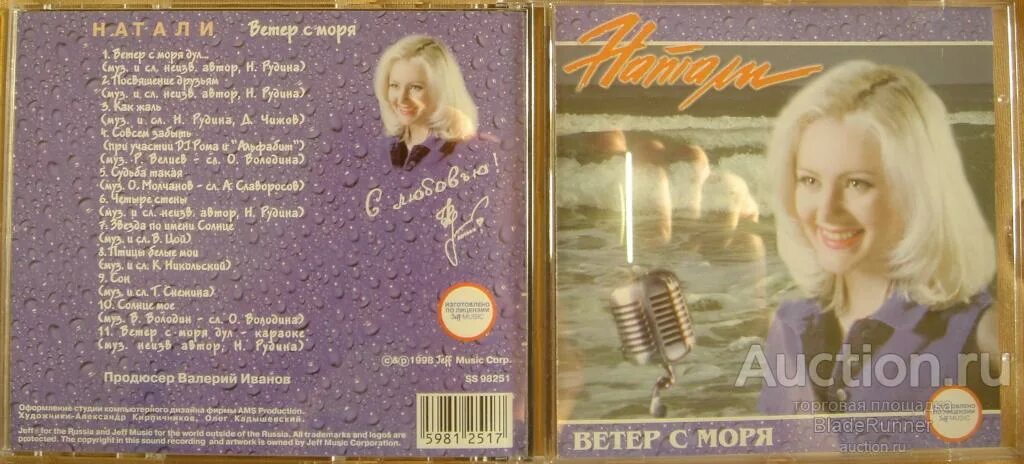 НАТАЛИ Ветер с моря
1. Ветер с моря дул...
(муз. и сл. неизв. автор, Н. Рудина)
2. Посвящение друзьям
(муз. и сл. неизв. автор, Н. Рудина)
3. Как жаль
(муз. и сл. Н. Рудина, Д. Чижов)
4. Совсем забыть
(при участии DJ Рома и "Альфабит")
(муз. Р. Велиев - сл. О. Володина)
5. Судьба такая
(муз. О. Молчанов - сл. А. Славоросов)
6. Четыре стены
(муз. и сл. неизв. автор, Н. Рудина)
7. Звезда по имени Солнце
(муз. и сл. В. Цой)
8. Птицы белые мои
(муз. и сл. К. Никольский)
9. Сон
(муз. и сл. Т. Снежина)
10. Солнце моё
(муз. В. Володин - сл. О. Володина)
11. Ветер с моря дул - караоке
(муз. неизв автор, Н. Рудина)
Продюсер Валерий Иванов
С любовью!
ИЗГОТОВЛЕНО
ПО ЛИЦЕНЗИИ
Jeff MUSIC
©&℗1998 Jeff Music Corp.
SS 98251
Оформление студии компьютерного дизайна фирмы AMS Production.
Художники-Александр Кирпичников, Олег Кадышевский.
Jeff® for the Russia and Jeff Music for the world outside of the Russia. All trademarks and logos are
protected. The copyright in this sound recording and artwork is owned by Jeff Music Corporation.
5981 2517
Натали
ВЕТЕР С МОРЯ
ИЗГОТОВЛЕНО
ПО ЛИЦЕНЗИИ
Jeff MUSIC
Auction.ru
торговая площадка
BladeRunner
auction.ru